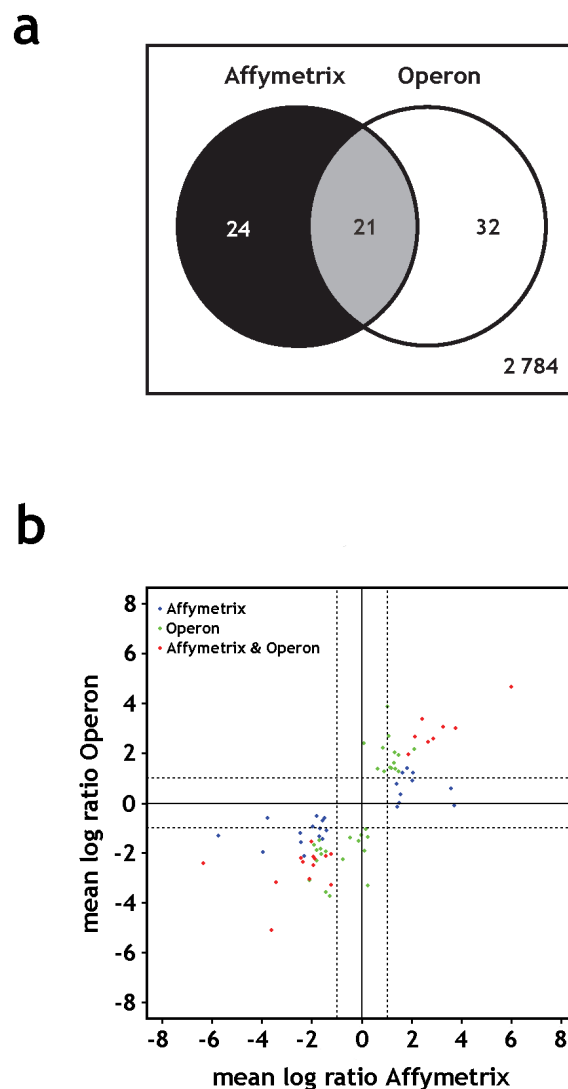 a
Affymetrix Operon
24 21 32
2 784
b
Affymetrix
Operon
Affymetrix & Operon
mean log ratio Operon
8
6
4
2
0
-2
-4
-6
-8
-8 -6 -4 -2 0 2 4 6 8
mean log ratio Affymetrix